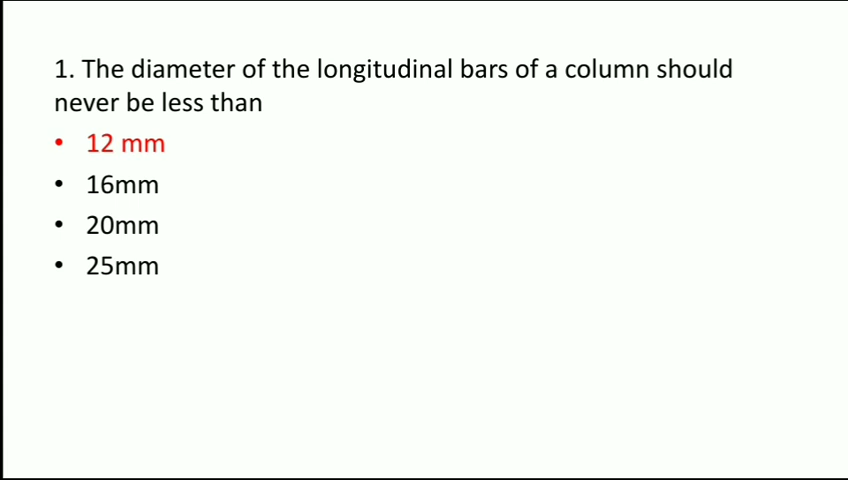 1. The diameter of the longitudinal bars of a column should
never be less than
• 12 mm
• 16mm
• 20mm
• 25mm